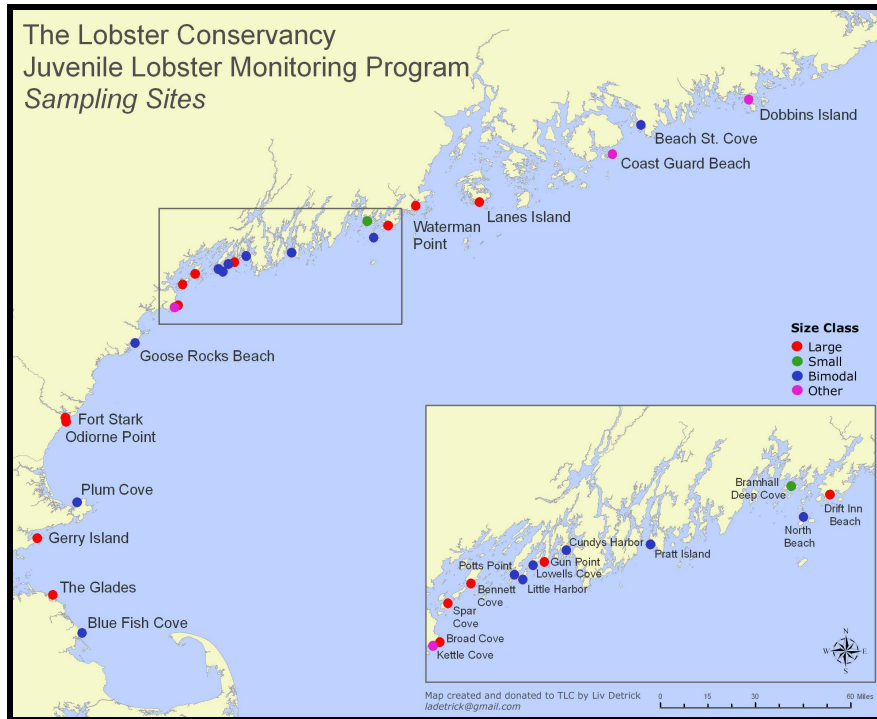 The Lobster Conservancy
Juvenile Lobster Monitoring Program
Sampling Sites
Dobbins Island
Beach St. Cove
Coast Guard Beach
Lanes Island
Waterman
Point
Goose Rocks Beach
Fort Stark
Odiorne Point
Plum Cove
Gerry Island
The Glades
Blue Fish Cove
Size Class
Large
Small
Bimodal
Other
Bramhall
Deep Cove
Drift Inn
Beach
North
Beach
Cundys Harbor
Pratt Island
Gun Point
Potts Point
Lowells Cove
Little Harbor
Bennett
Cove
Spar
Cove
Broad Cove
Kettle Cove
N
W E
S
Map created and donated to TLC by Liv Detrick
ladetrick@gmail.com
0 15 30 60 Miles